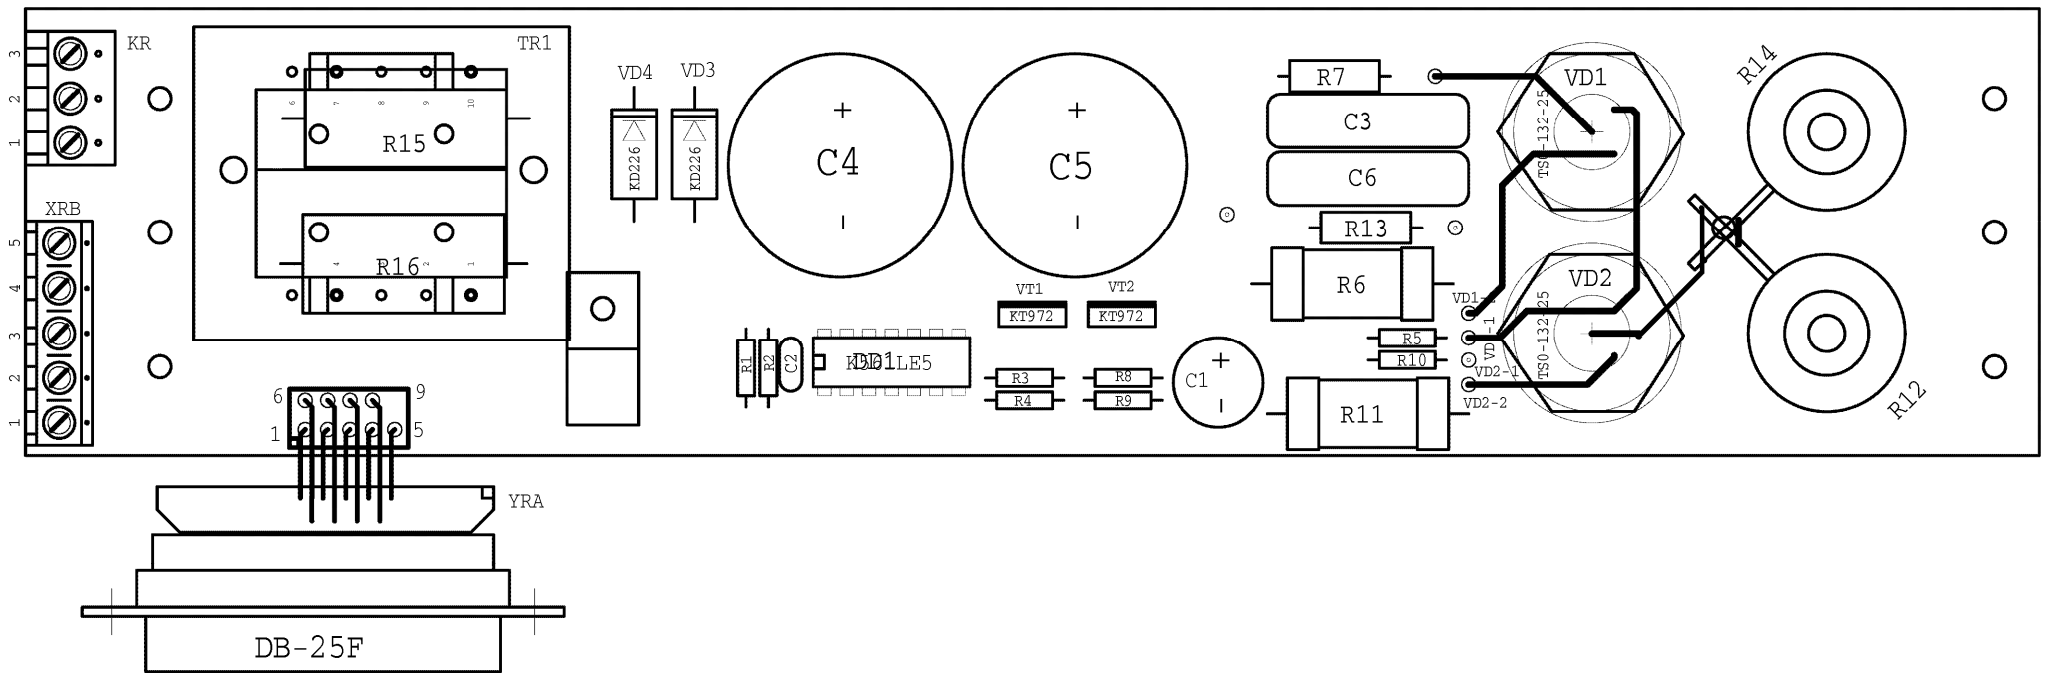 KR
3
2
1
XRB
5
4
3
2
1
TR1
6
7
8
9
10
R15
R16
4
2
1
VD4
VD3
KD226
KD226
+
C4
-
+
C5
-
R7
C3
C6
R13
R6
VD1
TS0-132-25
R14
VD2
TS0-132-25
R12
VT1
VT2
KT972
KT972
R1
R2
C2
DD1
K561LE5
R3
R4
R8
R9
+
C1
-
R5
R10
R11
VD2-1
VD2-2
6
9
1
5
YRA
DB-25F